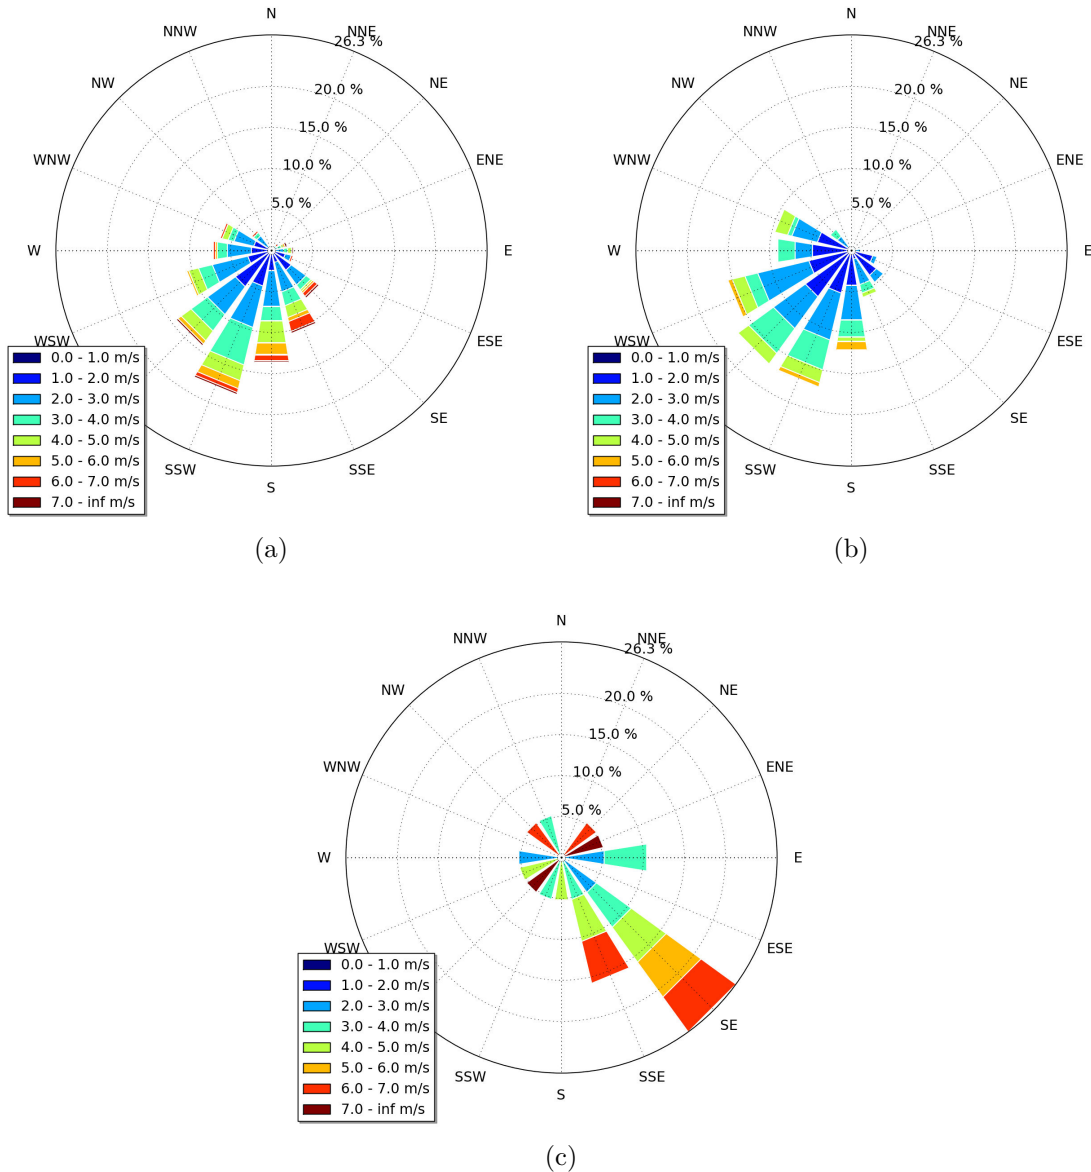 N
NNE
26.3 %
NNW
NE
NW
20.0 %
15.0 %
10.0 %
WNW
ENE
5.0 %
W
E
WSW
ESE
0.0 - 1.0 m/s
1.0 - 2.0 m/s
2.0 - 3.0 m/s
3.0 - 4.0 m/s
4.0 - 5.0 m/s
5.0 - 6.0 m/s
6.0 - 7.0 m/s
7.0 - inf m/s
SE
SSW
SSE
S
(a)
N
NNE
26.3 %
NNW
NE
NW
20.0 %
15.0 %
10.0 %
WNW
ENE
5.0 %
W
E
WSW
ESE
0.0 - 1.0 m/s
1.0 - 2.0 m/s
2.0 - 3.0 m/s
3.0 - 4.0 m/s
4.0 - 5.0 m/s
5.0 - 6.0 m/s
6.0 - 7.0 m/s
7.0 - inf m/s
SE
SSW
SSE
S
(b)
N
NNE
26.3 %
NNW
NE
NW
20.0 %
15.0 %
10.0 %
WNW
ENE
5.0 %
W
E
WSW
ESE
0.0 - 1.0 m/s
1.0 - 2.0 m/s
2.0 - 3.0 m/s
3.0 - 4.0 m/s
4.0 - 5.0 m/s
5.0 - 6.0 m/s
6.0 - 7.0 m/s
7.0 - inf m/s
SE
SSW
SSE
S
(c)